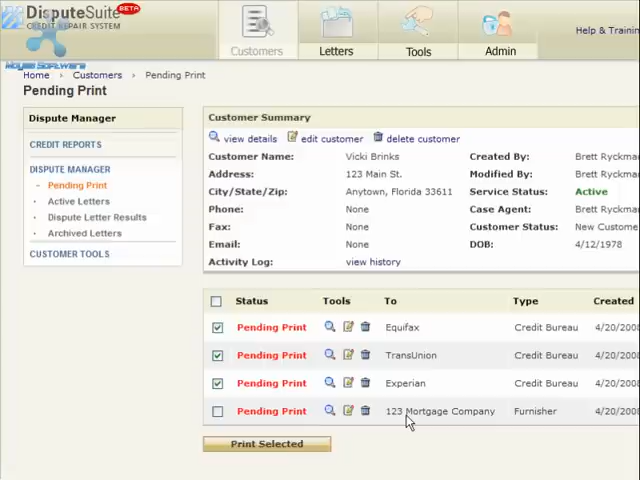 DisputeSuite BETA
CREDIT REPAIR SYSTEM
Customers
Letters
Tools
Admin
Help & Trainin
Home › Customers › Pending Print
Pending Print
Dispute Manager
CREDIT REPORTS
DISPUTE MANAGER
- Pending Print
• Active Letters
• Dispute Letter Results
• Archived Letters
CUSTOMER TOOLS
Customer Summary
view details edit customer delete customer
Customer Name: Vicki Brinks Created By: Brett Ryckman
Address: 123 Main St. Modified By: Brett Ryckman
City/State/Zip: Anytown, Florida 33611 Service Status: Active
Phone: None Case Agent: Brett Ryckman
Fax: None Customer Status: New Custome
Email: None DOB: 4/12/1978
Activity Log: view history
Status Tools To Type Created
Pending Print Equifax Credit Bureau 4/20/200
Pending Print TransUnion Credit Bureau 4/20/200
Pending Print Experian Credit Bureau 4/20/200
Pending Print 123 Mortgage Company Furnisher 4/20/200
Print Selected